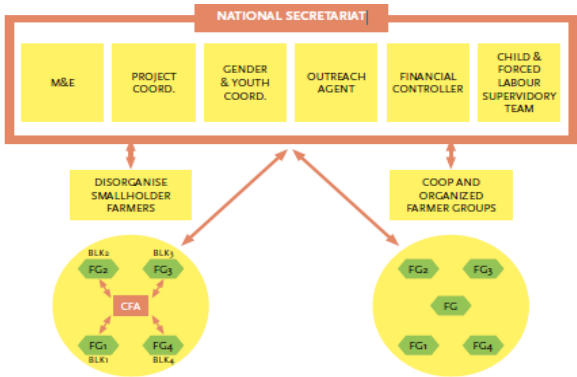 NATIONAL SECRETARIAT
M&E
PROJECT
COORD.
GENDER
& YOUTH
COORD.
OUTREACH
AGENT
FINANCIAL
CONTROLLER
CHILD &
FORCED
LABOUR
SUPERVIDORY
TEAM
DISORGANISE
SMALLHOLDER
FARMERS
COOP AND
ORGANIZED
FARMER GROUPS
BLK2
BLK3
FG2
FG3
CFA
FG1
FG4
BLK1
BLK4
FG2
FG3
FG
FG1
FG4